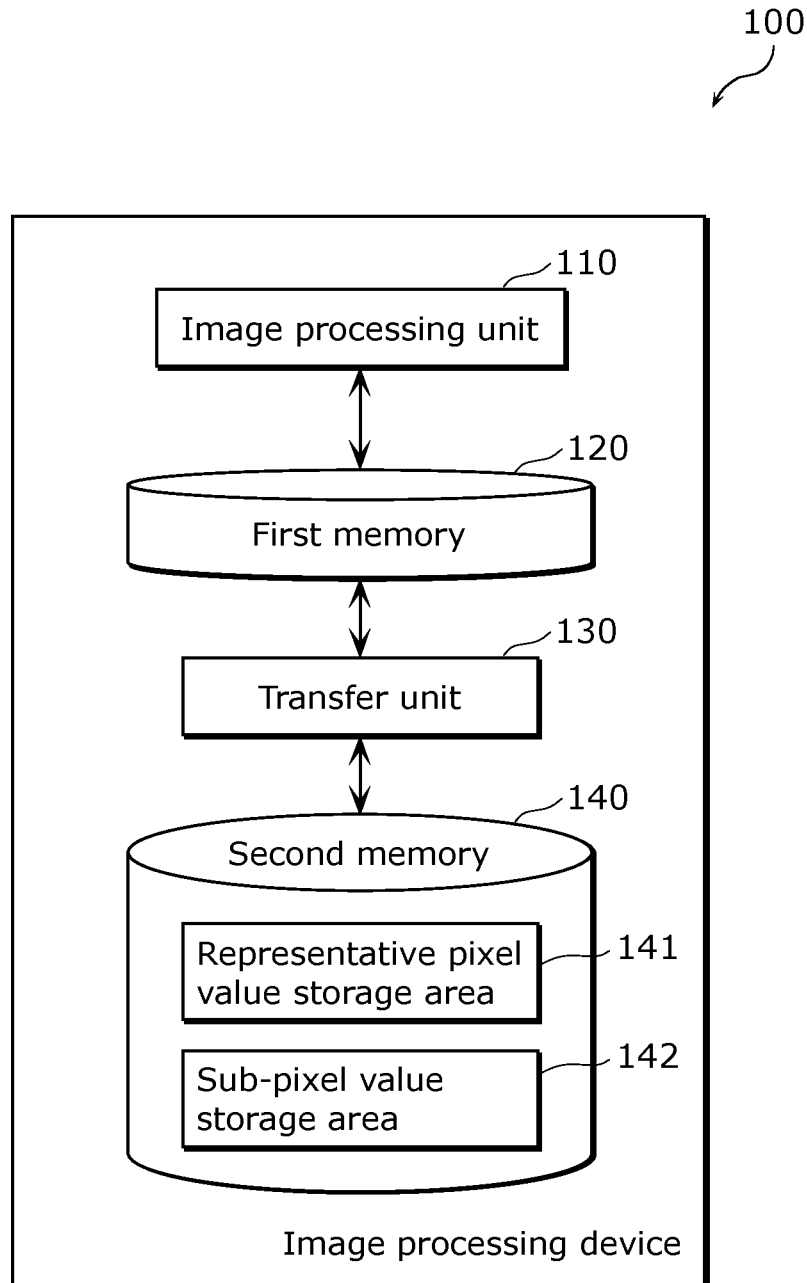 100
110
Image processing unit
120
First memory
130
Transfer unit
140
Second memory
Representative pixel
value storage area
141
Sub-pixel value
storage area
142
Image processing device